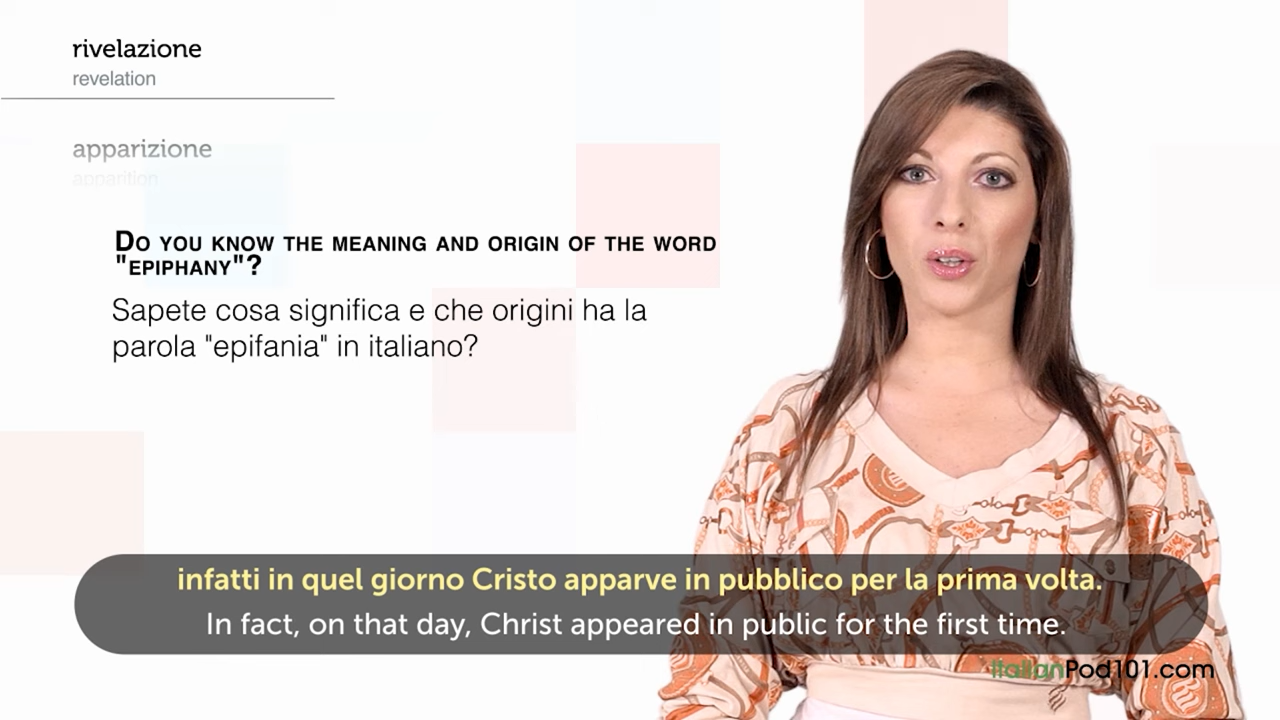 rivelazione
revelation
apparizione
apparition
DO YOU KNOW THE MEANING AND ORIGIN OF THE WORD
"EPIPHANY"?
Sapete cosa significa e che origini ha la
parola "epifania" in italiano?
infatti in quel giorno Cristo apparve in pubblico per la prima volta.
In fact, on that day, Christ appeared in public for the first time.
ItalianPod101.com